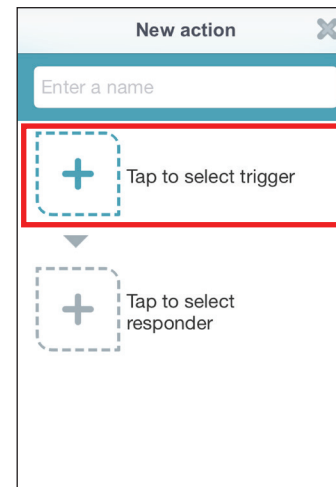 New action
Enter a name
Tap to select trigger
Tap to select
responder